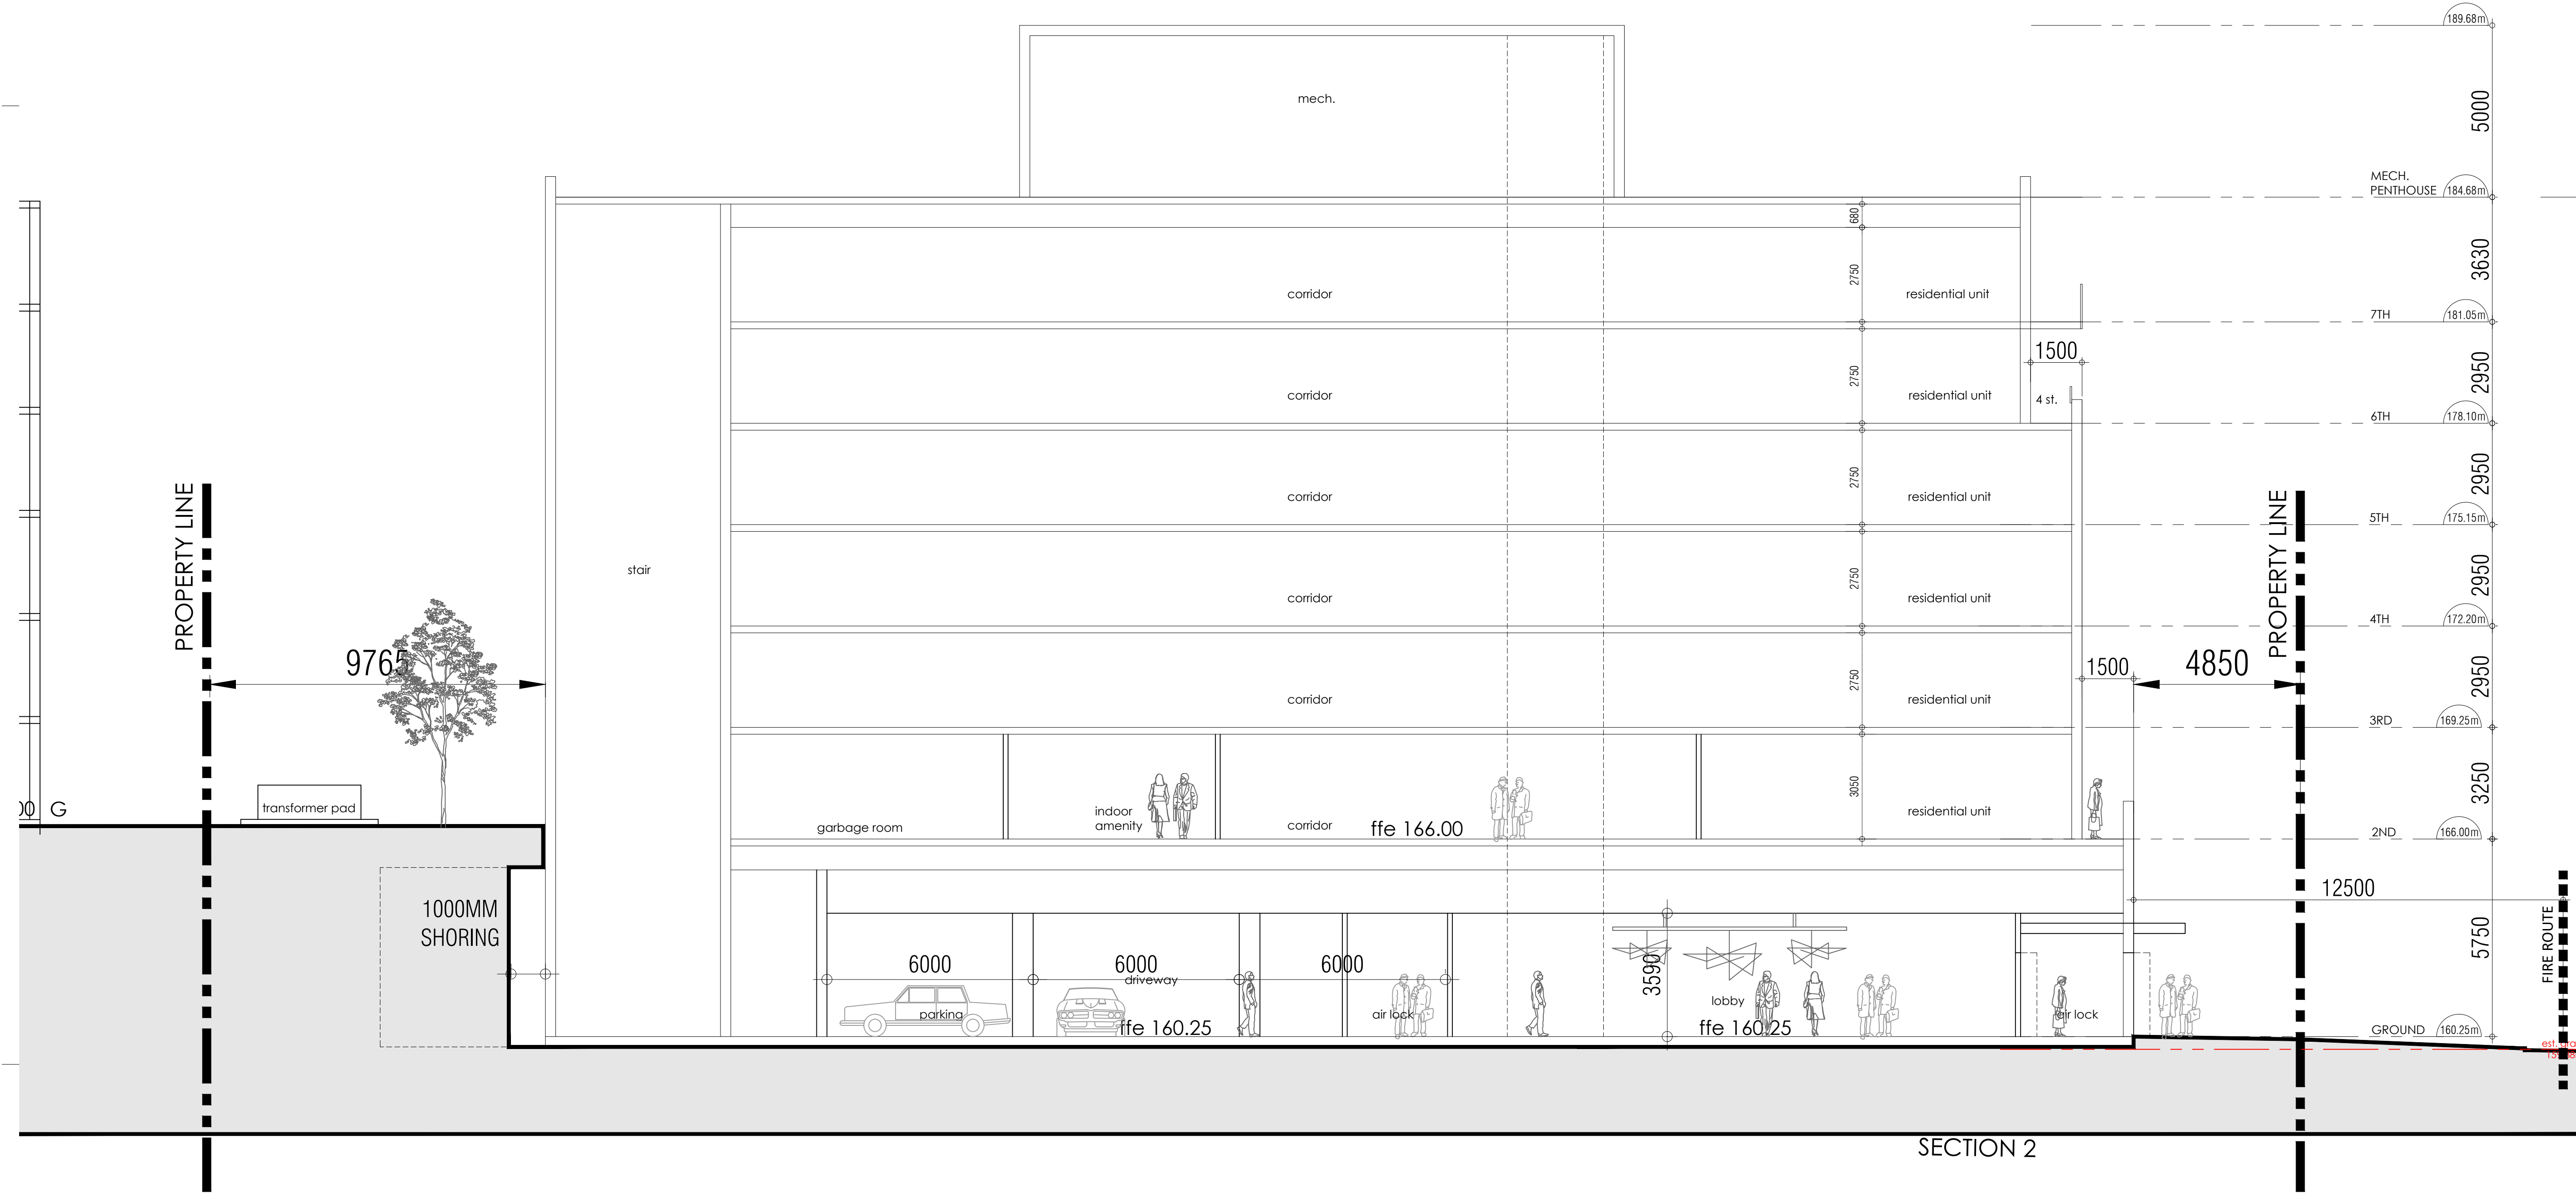 189.68m
mech.
5000
MECH.
PENTHOUSE 184.68m
680
3630
2750
corridor
residential unit
7TH 181.05m
1500
2950
2750
corridor
residential unit
4 st.
6TH 178.10m
PROPERTY LINE
2950
2750
corridor
residential unit
PROPERTY LINE
5TH 175.15m
stair
2950
2750
corridor
residential unit
4TH 172.20m
9765
1500
4850
2950
2750
corridor
residential unit
3RD 169.25m
3250
3050
transformer pad
G
garbage room
indoor
amenity
corridor
ffe 166.00
residential unit
2ND 166.00m
12500
1000MM
SHORING
FIRE ROUTE
5750
6000
6000
6000
3590
driveway
parking
air lock
lobby
air lock
ffe 160.25
ffe 160.25
GROUND 160.25m
est.
SECTION 2